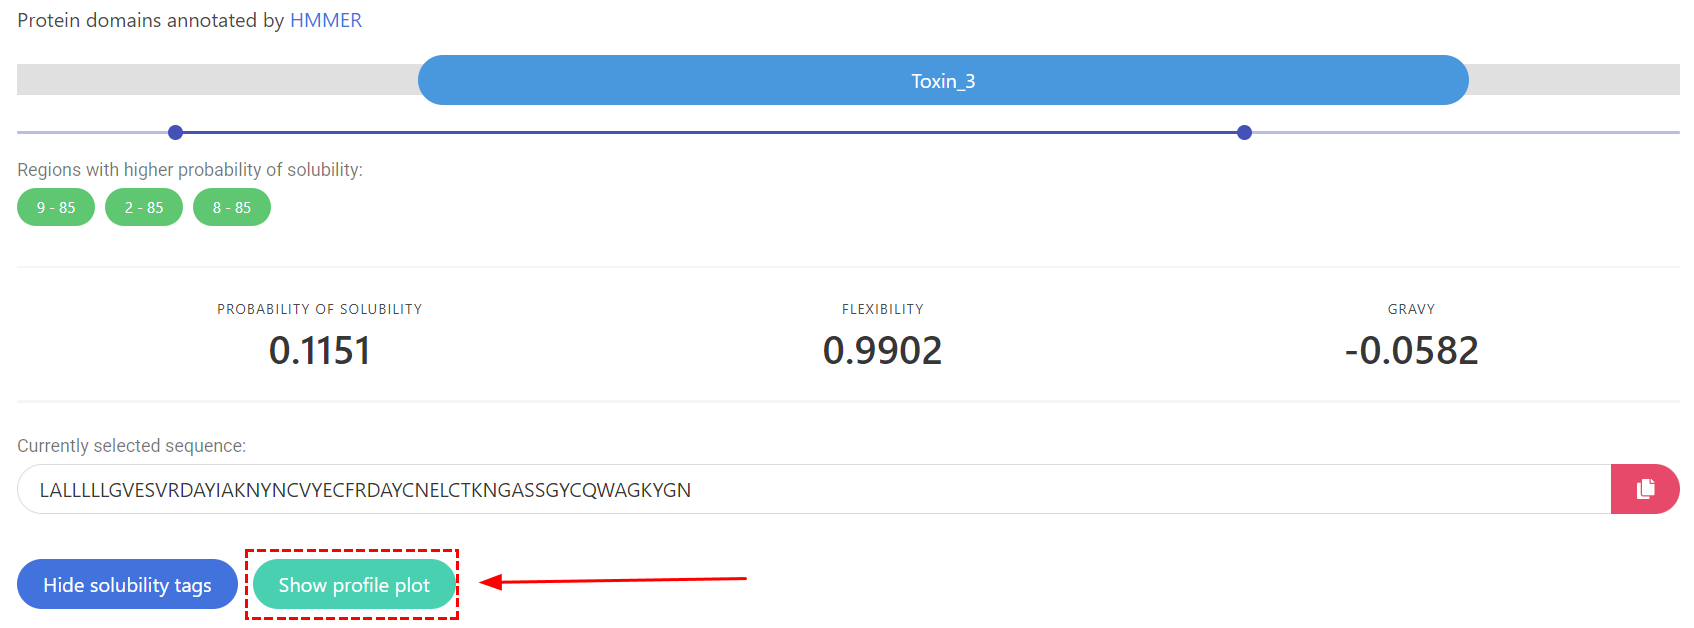 Protein domains annotated by HMMER
Toxin_3
Regions with higher probability of solubility:
9 - 85 2 - 85 8 - 85
PROBABILITY OF SOLUBILITY FLEXIBILITY GRAVY
0.1151 0.9902 -0.0582
Currently selected sequence:
LALLLLLGVESVRDAYIAKNYNCVYECFRDAYCNELCTKNGASSGYCQWAGKYGN
Hide solubility tags Show profile plot